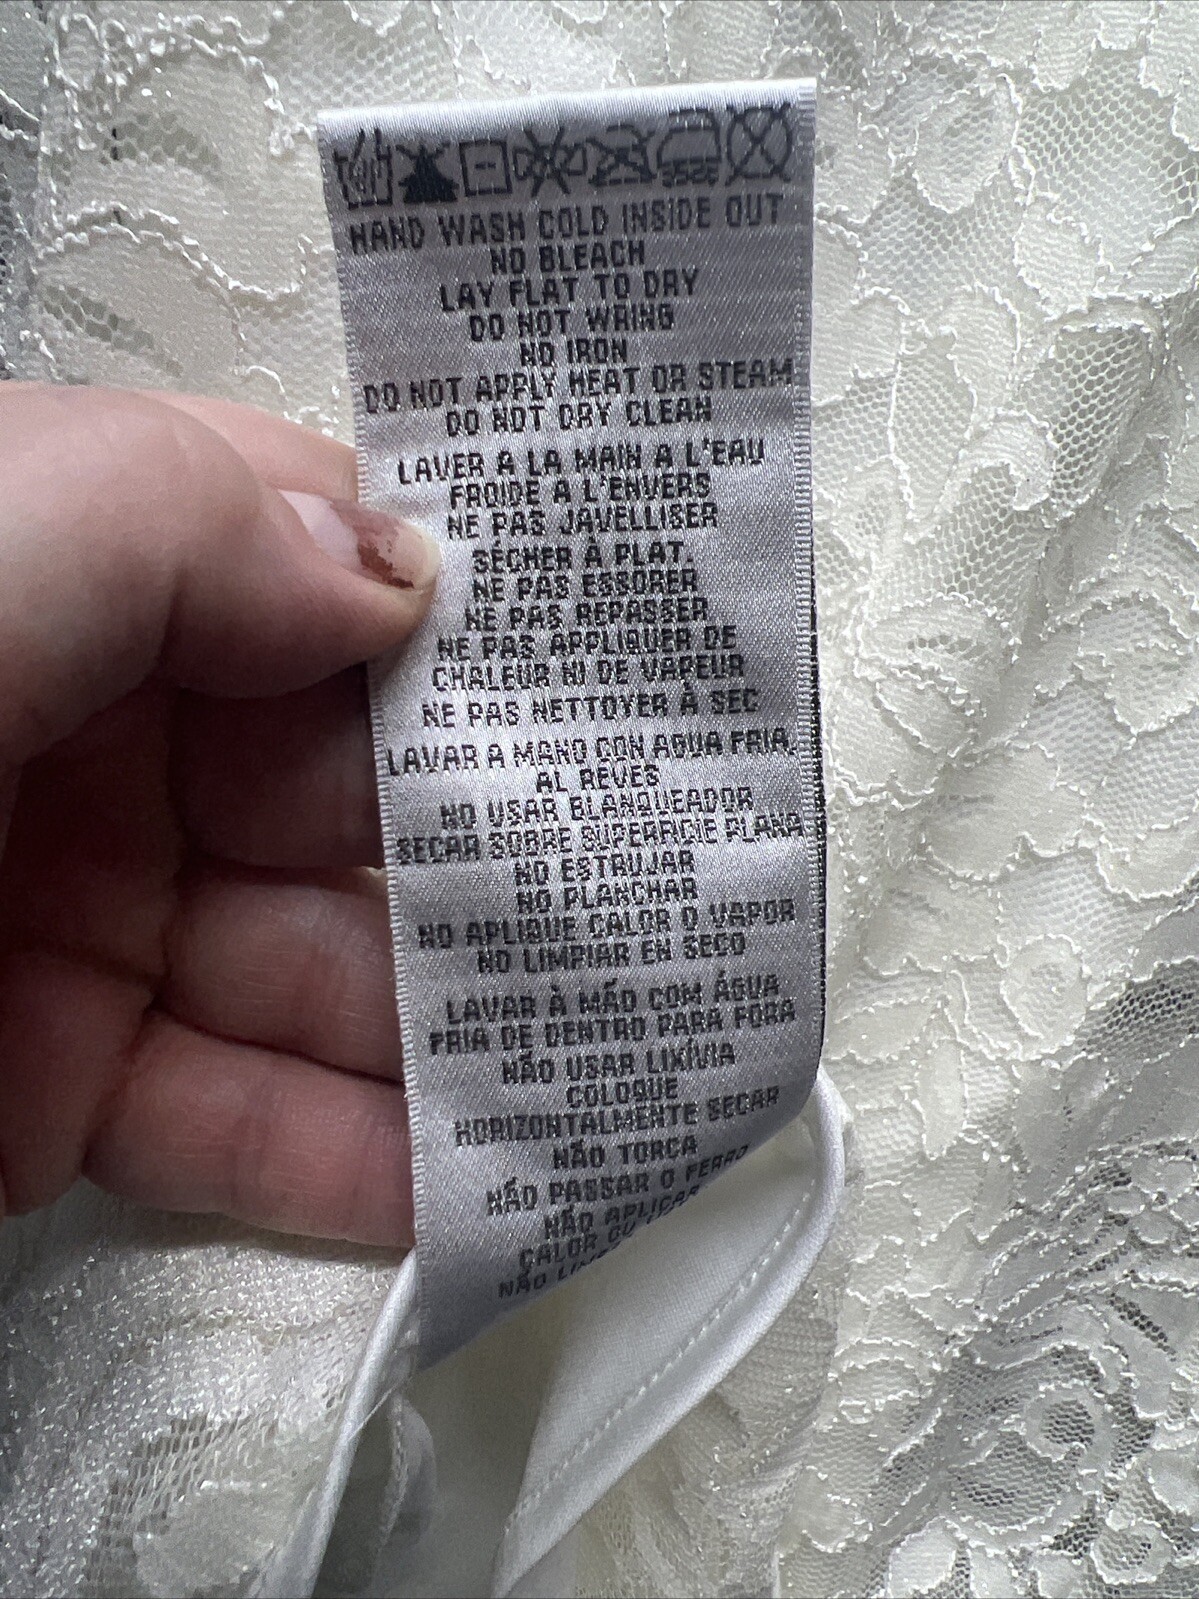 HAND WASH COLD INSIDE OUT
NO BLEACH
LAY FLAT TO DRY
DO NOT WRING
NO IRON
DO NOT APPLY HEAT OR STEAM
DO NOT DRY CLEAN
LAVER A LA MAIN A L'EAU
FROIDE A L'ENVERS
NE PAS JAVELLISER
SÉCHER À PLAT.
NE PAS ESSORER
NE PAS REPASSER
NE PAS APPLIQUER DE
CHALEUR NI DE VAPEUR
NE PAS NETTOYER À SEC
LAVAR A MANO CON AGUA FRIA,
AL REVES
NO USAR BLANQUEADOR
SECAR SOBRE SUPERFICIE PLANA
NO ESTRUJAR
NO PLANCHAR
NO APLIQUE CALOR O VAPOR
NO LIMPIAR EN SECO
LAVAR À MÃO COM ÁGUA
FRIA DE DENTRO PARA FORA
NÃO USAR LIXÍVIA
COLOQUE
HORIZONTALMENTE SECAR
NÃO TORÇA
NÃO PASSAR O FERRO
NÃO APLICAR
CALOR OU
NÃO